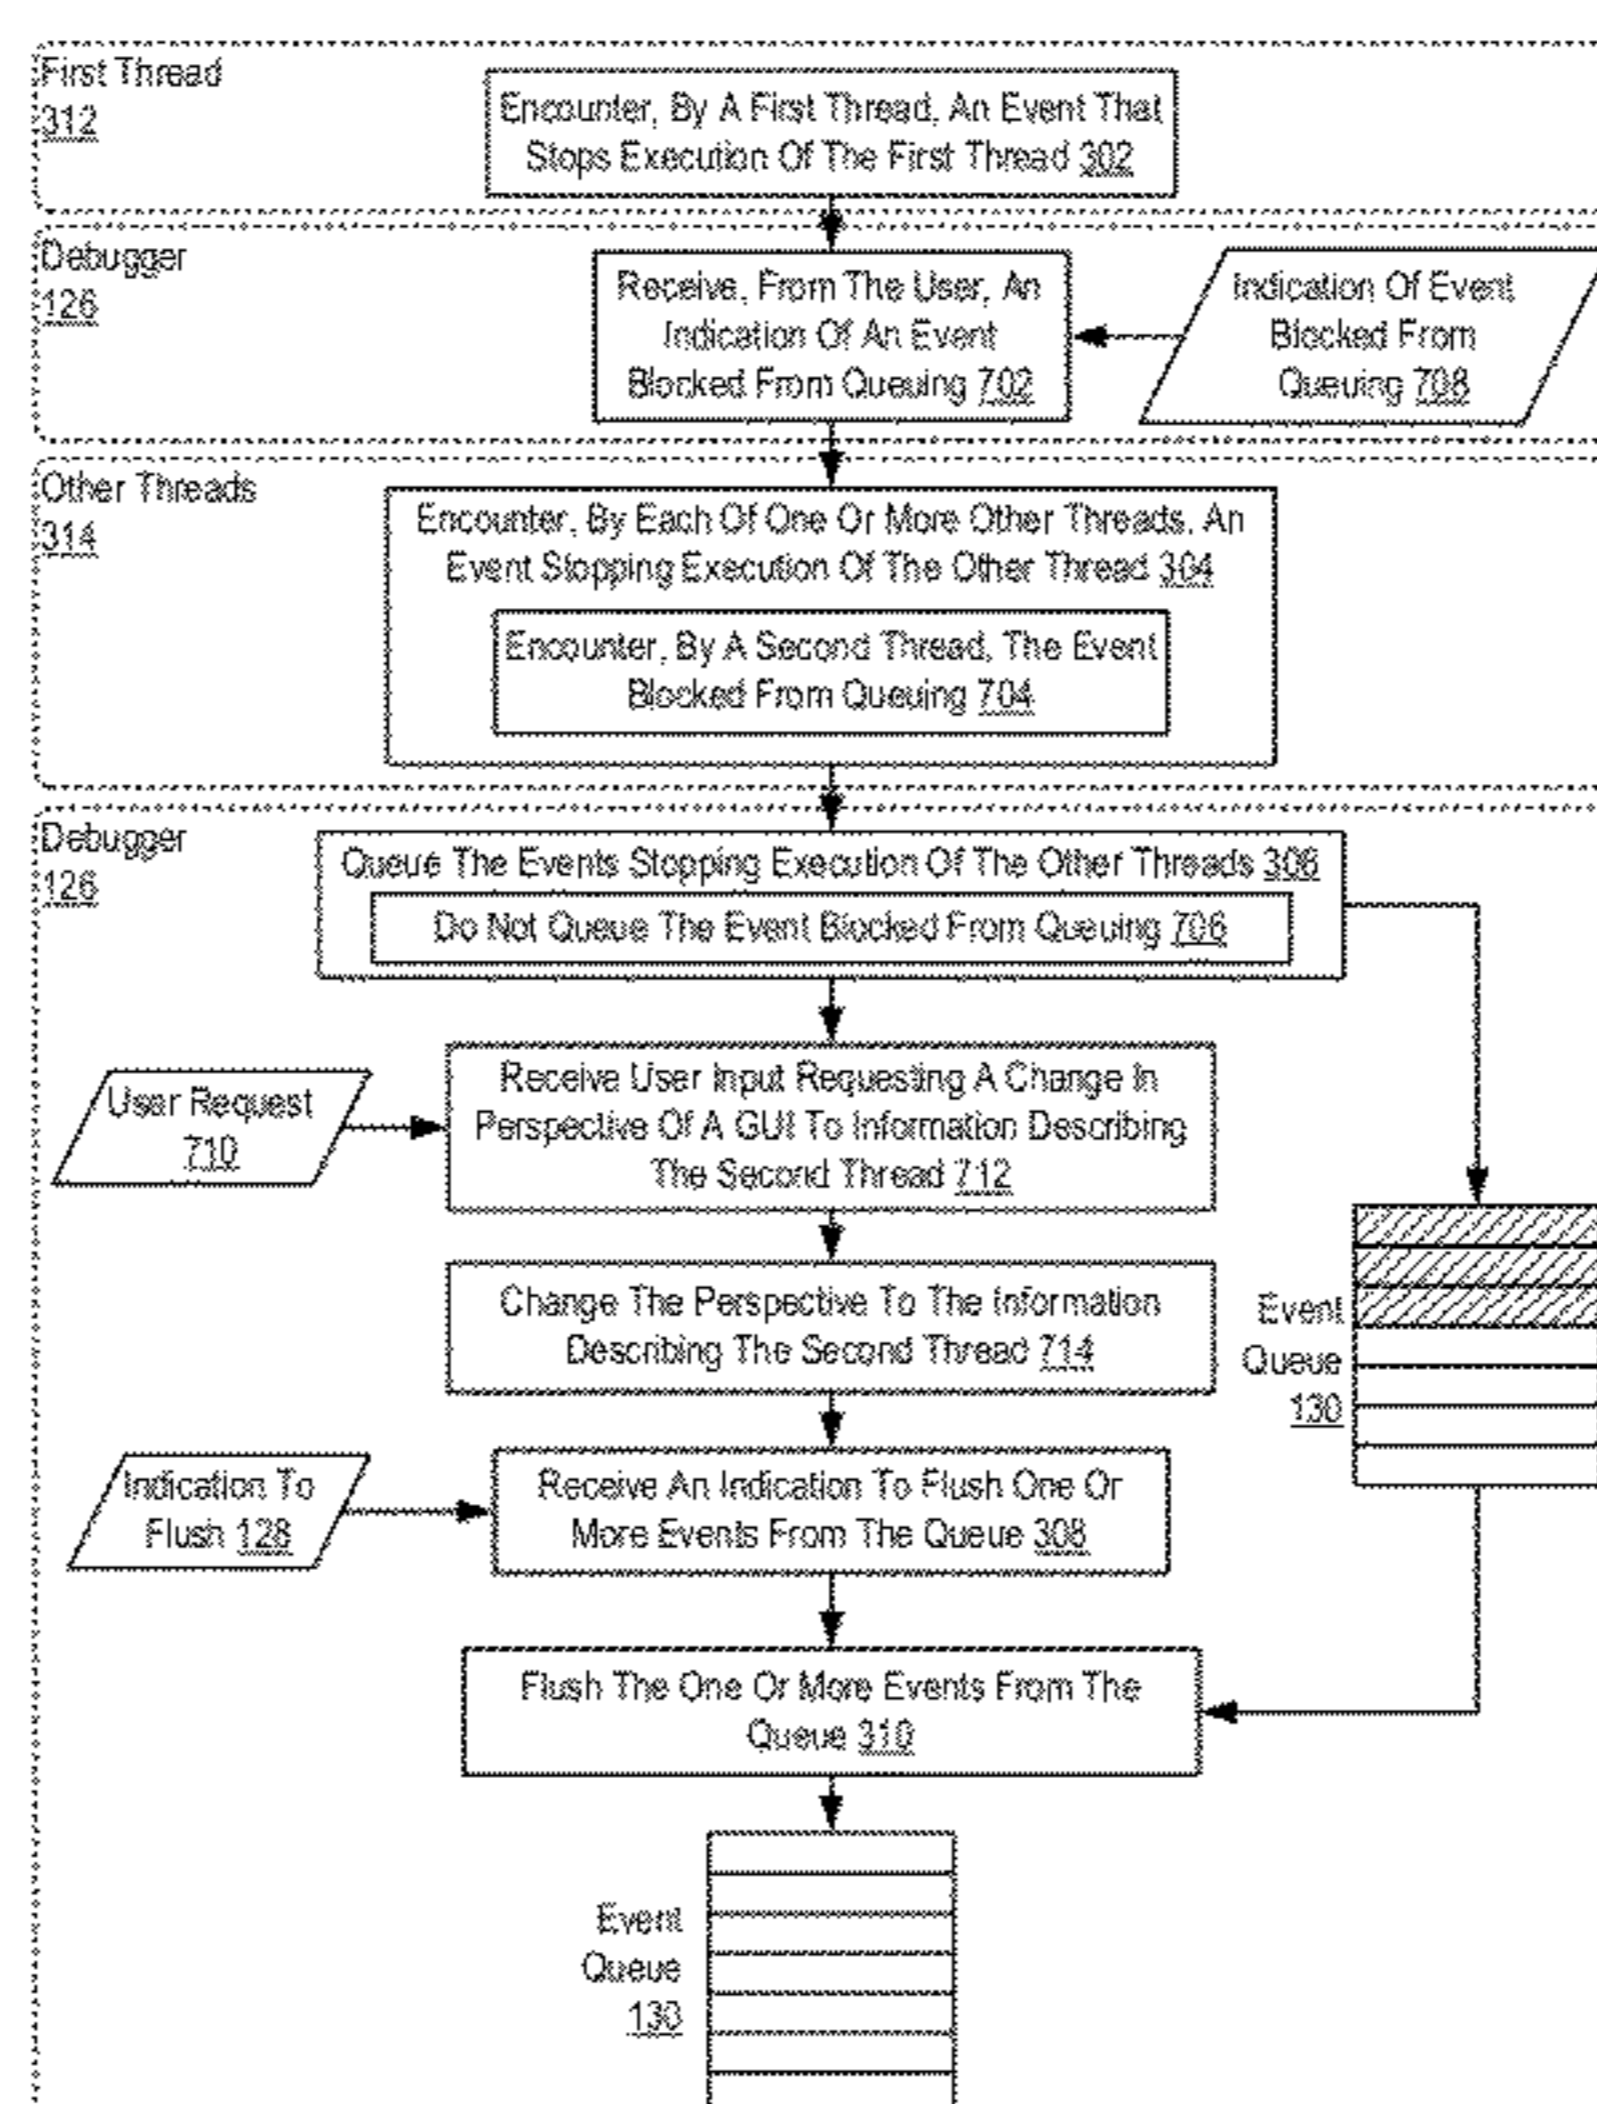 First Thread
312
Encounter, By A First Thread, An Event That
Stops Execution Of The First Thread 302
Debugger
126
Receive, From The User, An
Indication Of An Event
Blocked From Queuing 702
Indication Of Event
Blocked From
Queuing 708
Other Threads
314
Encounter, By Each Of One Or More Other Threads, An
Event Stopping Execution Of The Other Thread 304
Encounter, By A Second Thread, The Event
Blocked From Queuing 704
Debugger
126
Queue The Events Stopping Execution Of The Other Threads 306
Do Not Queue The Event Blocked From Queuing 706
User Request
710
Receive User Input Requesting A Change In
Perspective Of A GUI To Information Describing
The Second Thread 712
Change The Perspective To The Information
Describing The Second Thread 714
Event
Queue
130
Indication To
Flush 128
Receive An Indication To Flush One Or
More Events From The Queue 308
Flush The One Or More Events From The
Queue 310
Event
Queue
130